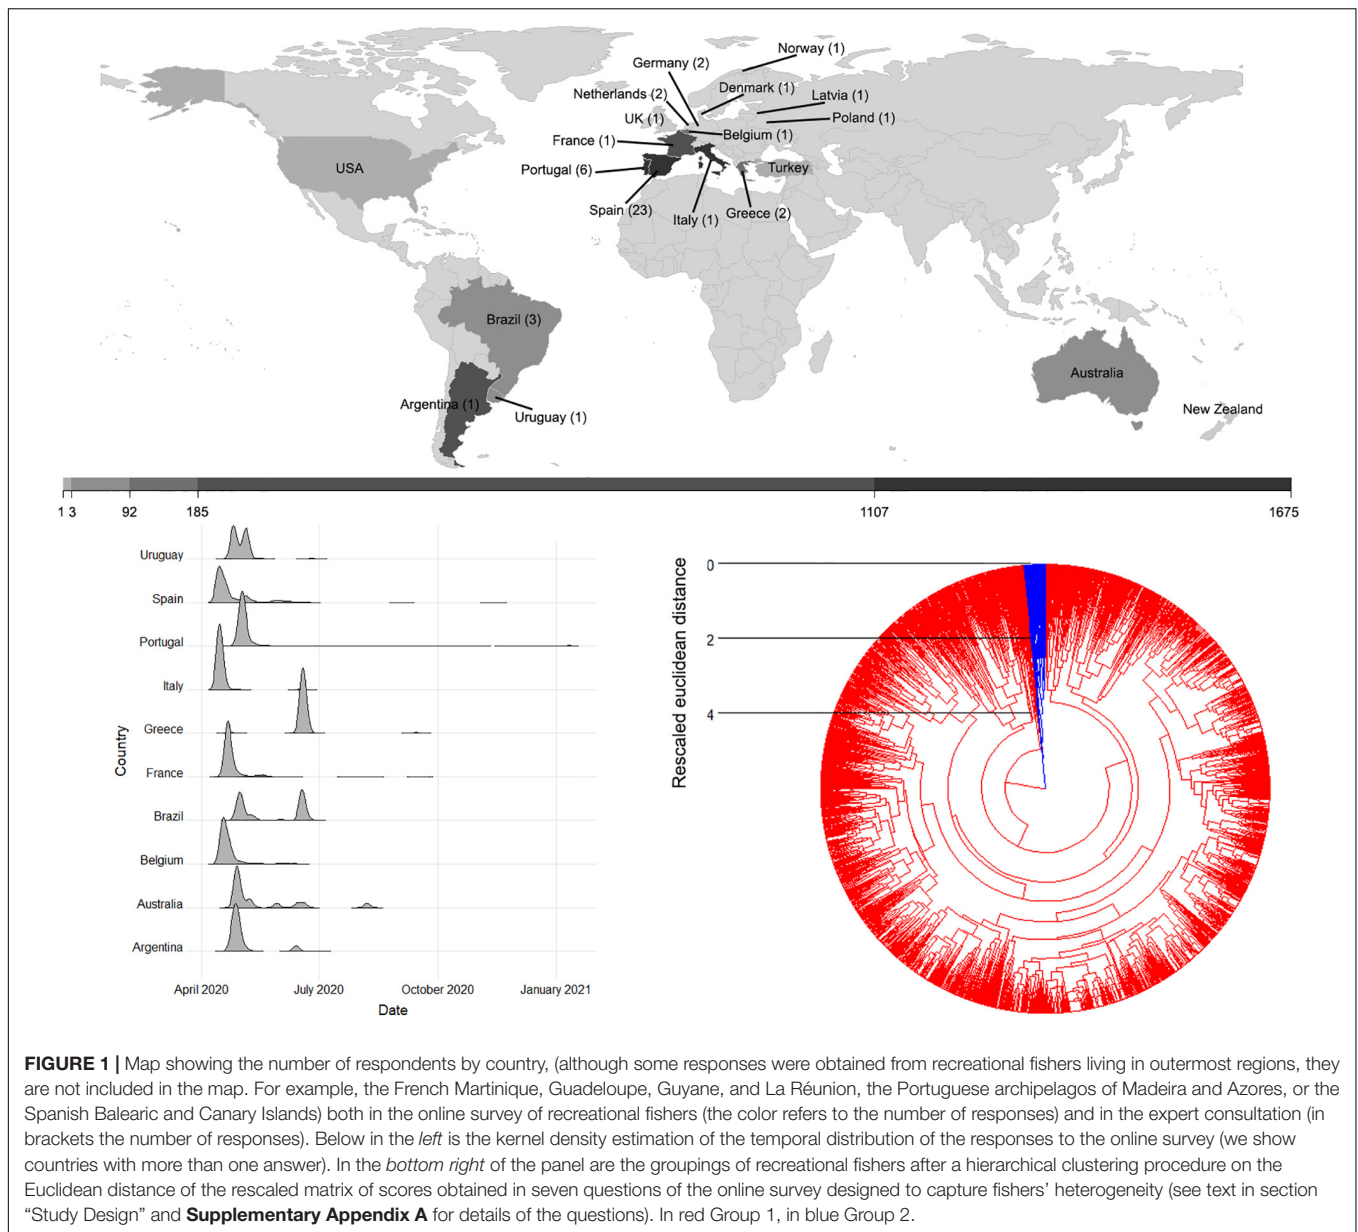 Norway (1)
Germany (2)
Denmark (1)
Netherlands (2)
Latvia (1)
UK (1)
Poland (1)
Belgium (1)
France (1)
USA
Portugal (6)
Turkey
Spain (23)
Italy (1)
Greece (2)
Brazil (3)
Australia
Argentina (1)
Uruguay (1)
New Zealand
1 3 92 185 1107 1675
Country
Uruguay
Spain
Portugal
Italy
Greece
France
Brazil
Belgium
Australia
Argentina
April 2020 July 2020 October 2020 January 2021
Date
Rescaled euclidean distance
0
2
4
FIGURE 1 | Map showing the number of respondents by country, (although some responses were obtained from recreational fishers living in outermost regions, they
are not included in the map. For example, the French Martinique, Guadeloupe, Guyane, and La Réunion, the Portuguese archipelagos of Madeira and Azores, or the
Spanish Balearic and Canary Islands) both in the online survey of recreational fishers (the color refers to the number of responses) and in the expert consultation (in
brackets the number of responses). Below in the left is the kernel density estimation of the temporal distribution of the responses to the online survey (we show
countries with more than one answer). In the bottom right of the panel are the groupings of recreational fishers after a hierarchical clustering procedure on the
Euclidean distance of the rescaled matrix of scores obtained in seven questions of the online survey designed to capture fishers' heterogeneity (see text in section
“Study Design” and Supplementary Appendix A for details of the questions). In red Group 1, in blue Group 2.